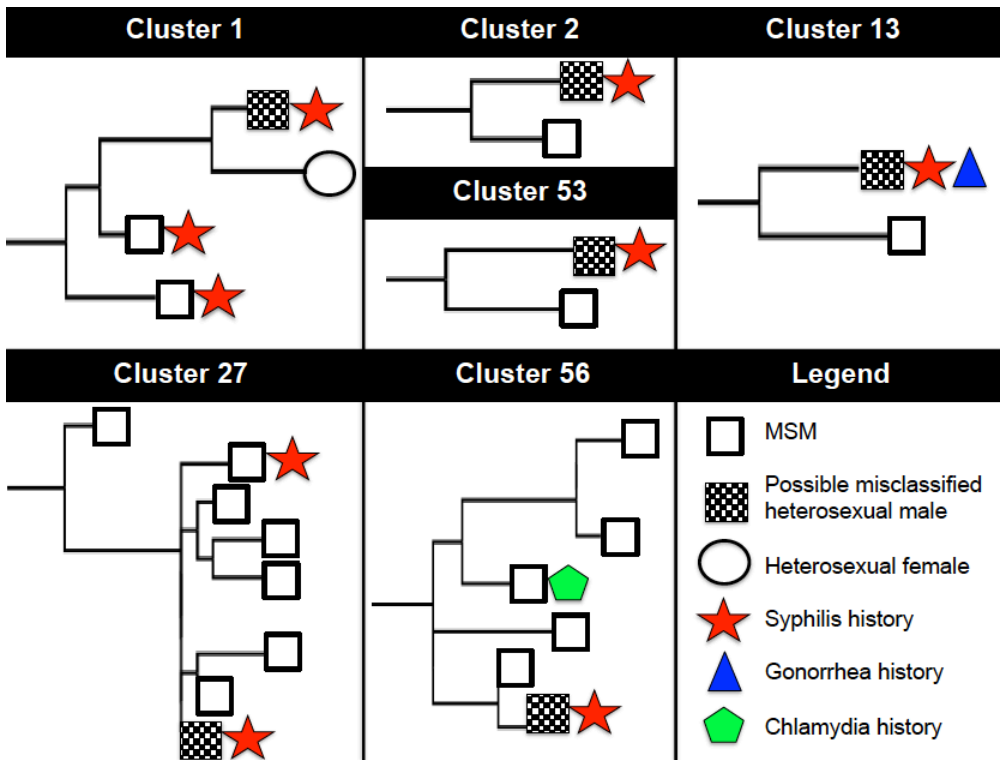 Cluster 1
Cluster 2
Cluster 13
Cluster 53
Cluster 27
Cluster 56
Legend
MSM
Possible misclassified
heterosexual male
Heterosexual female
Syphilis history
Gonorrhea history
Chlamydia history